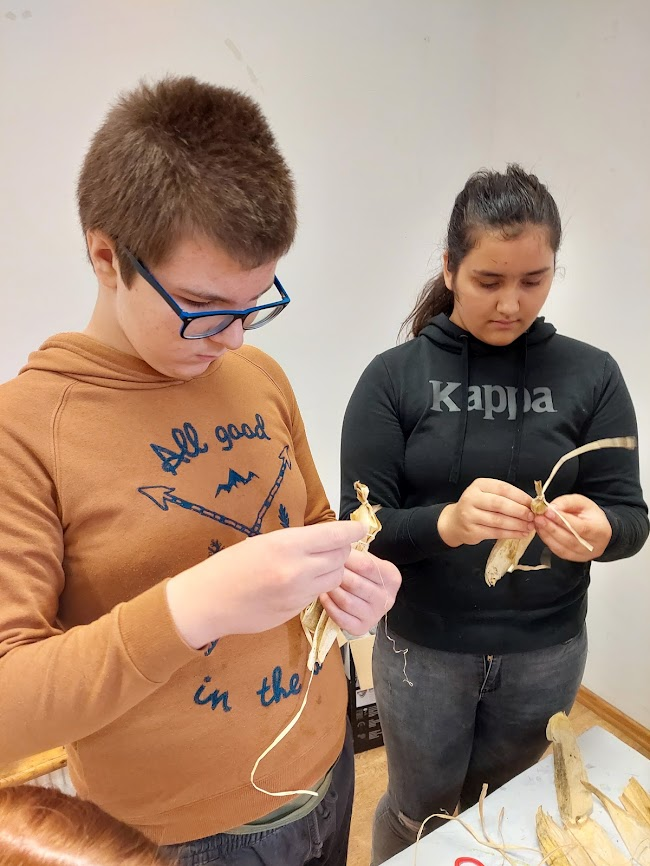 All good
in the
Kappa